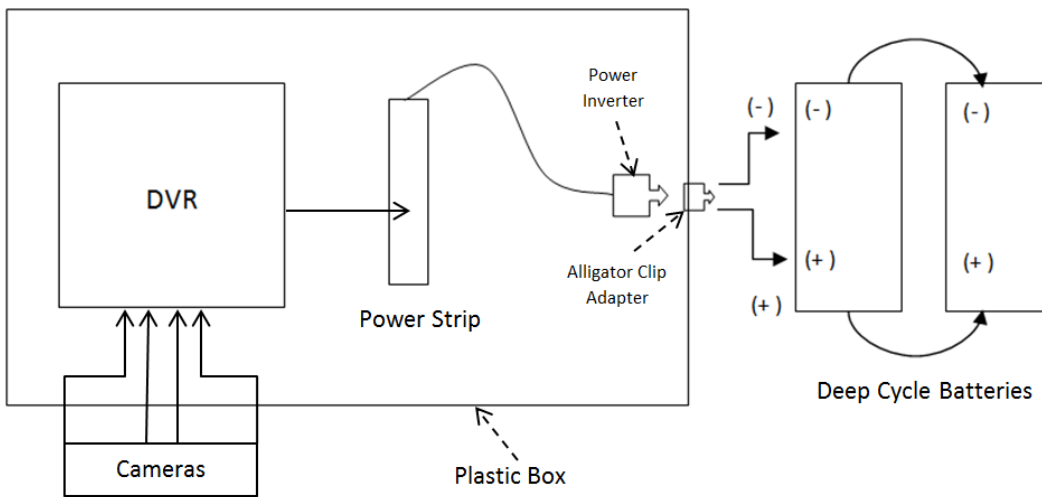 Power
Inverter
(-)
(-)
(-)
DVR
Alligator Clip
Adapter
(+)
(+)
(+)
Power Strip
Deep Cycle Batteries
Cameras
Plastic Box